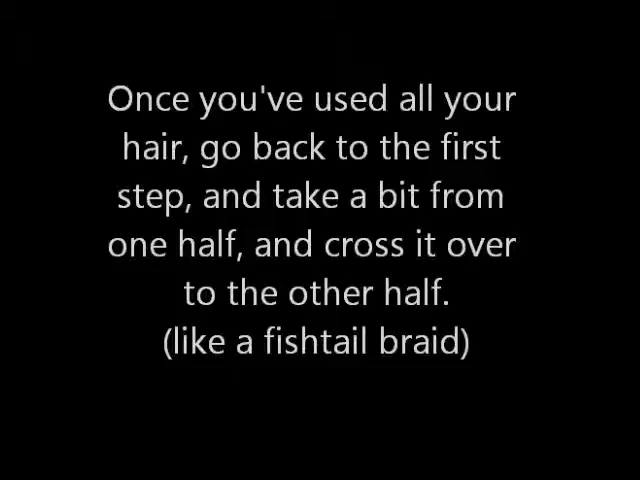 Once you've used all your
hair, go back to the first
step, and take a bit from
one half, and cross it over
to the other half.
(like a fishtail braid)